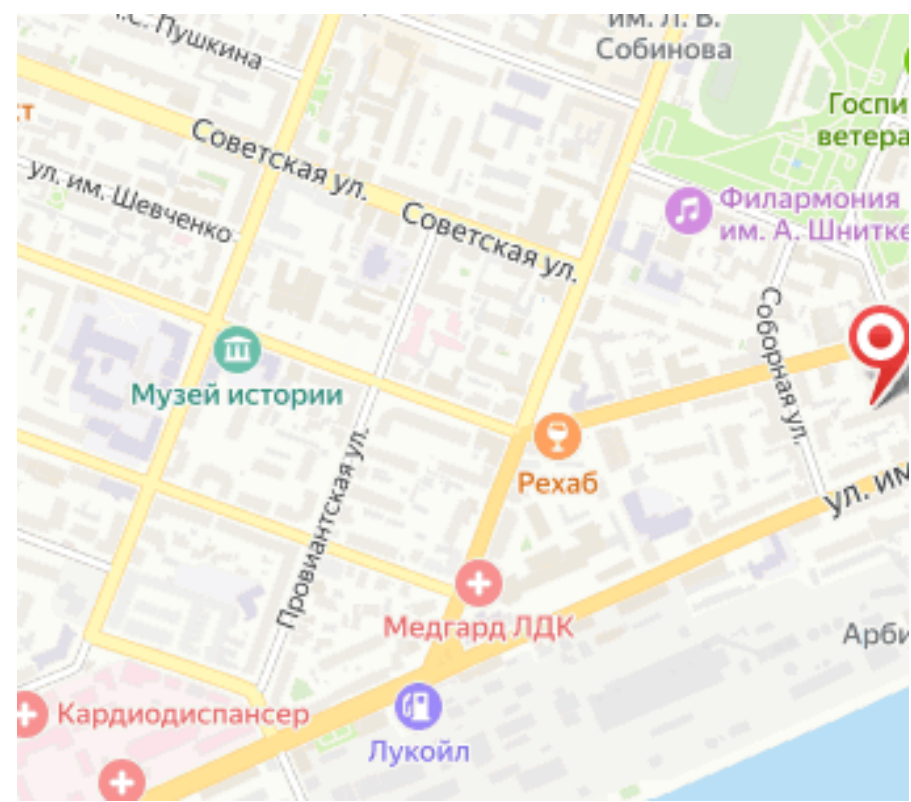 .С. Пушкина
им. Л. В.
Собинова
Госпи
ветера
кт
Советская ул.
ул. им. Шевченко
Советская ул.
Филармония
им. А. Шнитке
Соборная ул.
Музей истории
Рехаб
ул. им
Провиантская ул.
Медгард ЛДК
Арби
Кардиодиспансер
Лукойл